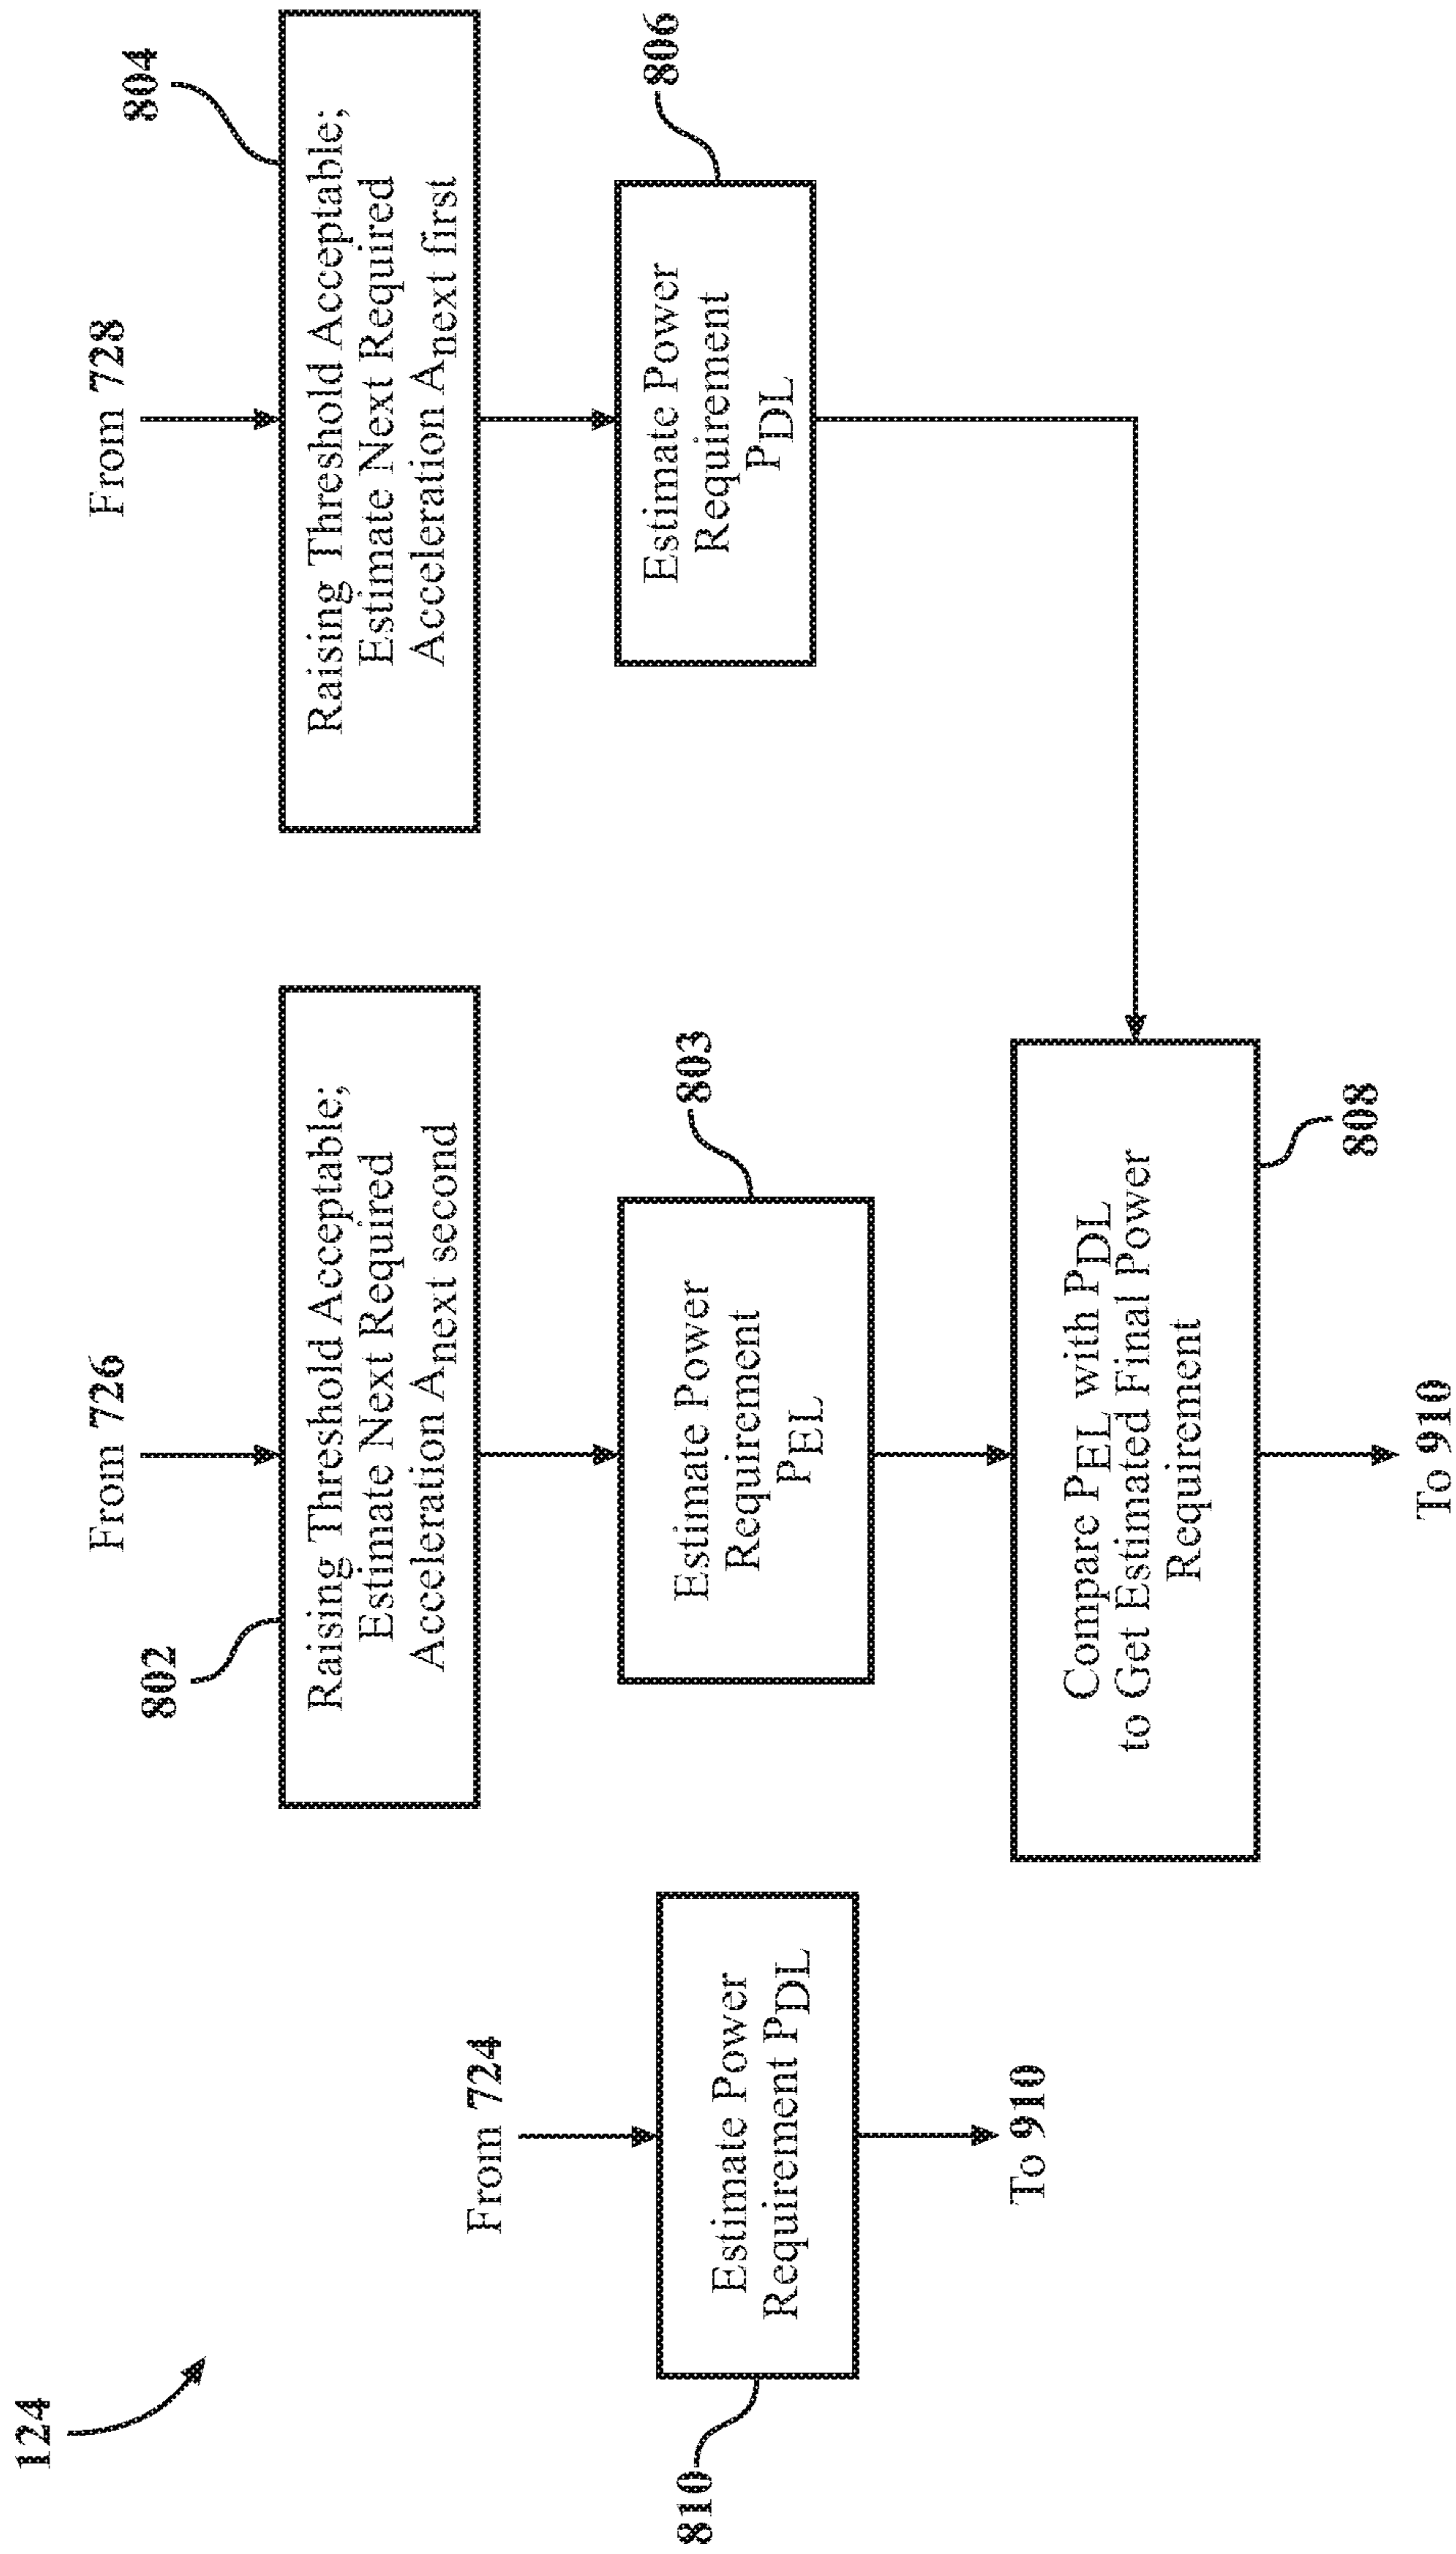 124
From 724
810
Estimate Power
Requirement PDL
To 910
From 726
802
Raising Threshold Acceptable;
Estimate Next Required
Acceleration Anext second
803
Estimate Power
Requirement
PEL
Compare PEL with PDL
to Get Estimated Final Power
Requirement
808
To 910
From 728
804
Raising Threshold Acceptable;
Estimate Next Required
Acceleration Anext first
806
Estimate Power
Requirement
PDL